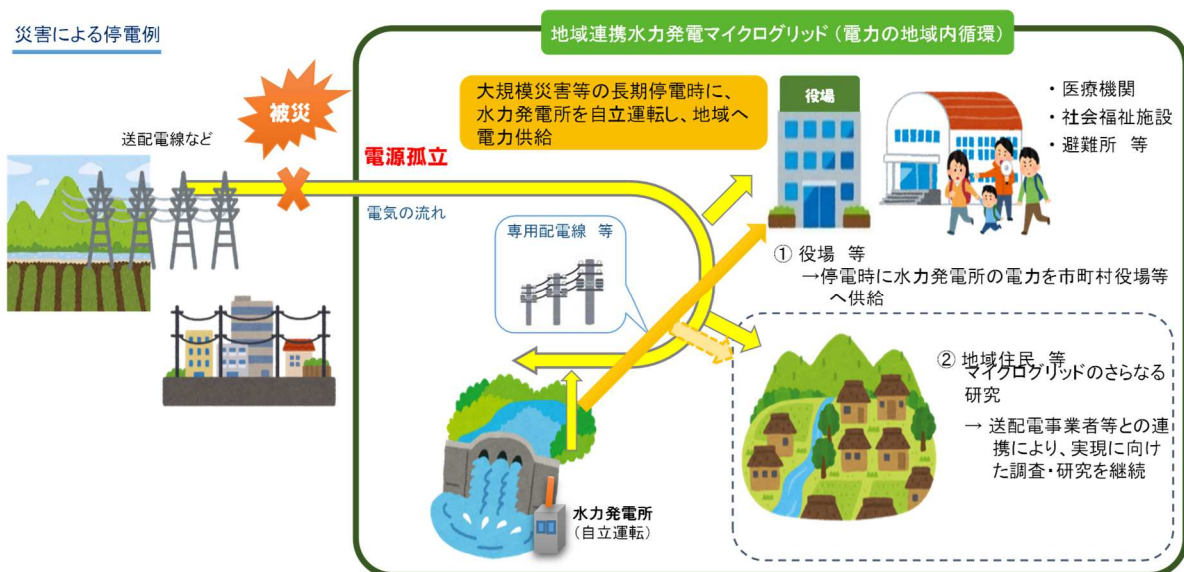 災害による停電例
地域連携水力発電マイクログリッド（電力の地域内循環）
被災
送配電線など
大規模災害等の長期停電時に、
水力発電所を自立運転し、地域へ
電力供給
役場
・医療機関
・社会福祉施設
・避難所 等
電源孤立
電気の流れ
専用配電線 等
① 役場 等
→停電時に水力発電所の電力を市町村役場等
へ供給
② 地域住民 等
マイクログリッドのさらなる
研究
→ 送配電事業者等との連
携により、実現に向け
た調査・研究を継続
水力発電所
（自立運転）